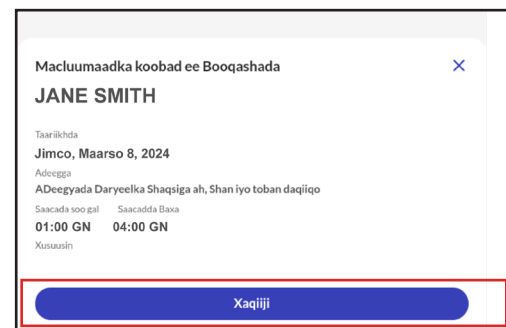 Macluumaadka koobad ee Booqashada
JANE SMITH
Taariikhda
Jimco, Maarso 8, 2024
Adeegga
ADeegyada Daryeelka Shaqsiga ah, Shan iyo toban daqiiqo
Saacada soo gal Saacadda Baxa
01:00 GN 04:00 GN
Xusuusin
Xaqiiji